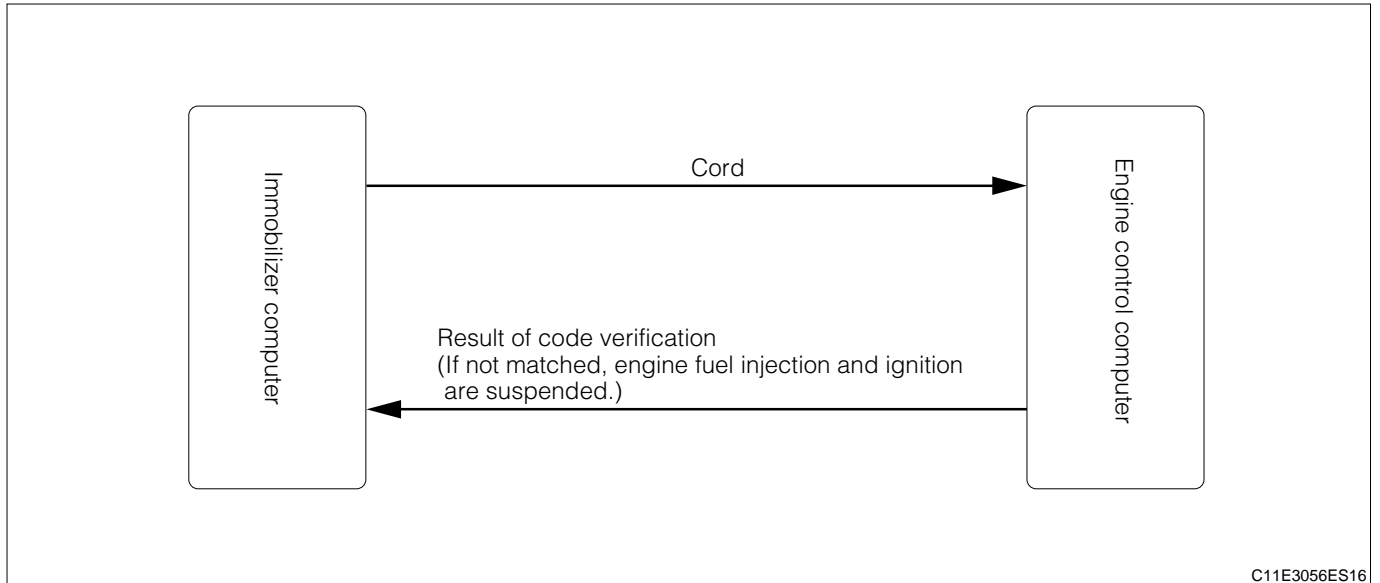 Immobilizer computer
Cord
Engine control computer
Result of code verification
(If not matched, engine fuel injection and ignition
are suspended.)
C11E3056ES16